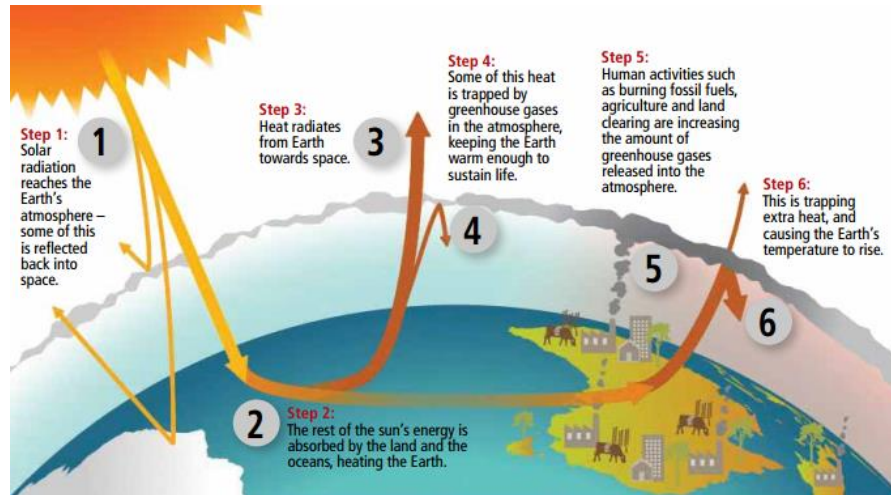 1
Step 1:
Solar
radiation
reaches the
Earth's
atmosphere –
some of this
is reflected
back into
space.
2
Step 2:
The rest of the sun's energy is
absorbed by the land and the
oceans, heating the Earth.
Step 3:
Heat radiates
from Earth
towards space.
3
Step 4:
Some of this heat
is trapped by
greenhouse gases
in the atmosphere,
keeping the Earth
warm enough to
sustain life.
4
Step 5:
Human activities such
as burning fossil fuels,
agriculture and land
clearing are increasing
the amount of
greenhouse gases
released into the
atmosphere.
5
Step 6:
This is trapping
extra heat, and
causing the Earth's
temperature to rise.
6